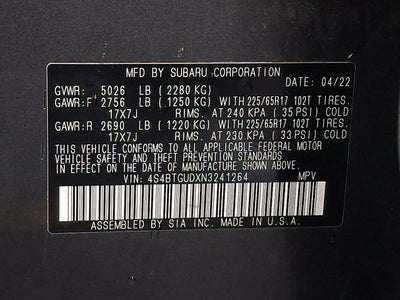 MFD BY SUBARU CORPORATION
DATE: 04/22
GVWR: 5026 LB (2280 KG)
GAWR:F 2756 LB (1250 KG) WITH 225/65R17 102T TIRES.
17X7J RIMS. AT 240 KPA (35 PSI) COLD
GAWR:R 2690 LB (1220 KG) WITH 225/65R17 102T TIRES.
17X7J RIMS. AT 230 KPA (33 PSI) COLD
THIS VEHICLE CONFORMS TO ALL APPLICABLE FEDERAL MOTOR
VEHICLE SAFETY AND THEFT PREVENTION STANDARDS
IN EFFECT ON THE DATE OF MANUFACTURE SHOWN ABOVE.
VIN: 4S4BTGUDXN3241264 MPV
ASSEMBLED BY SIA INC. MADE IN U.S.A.